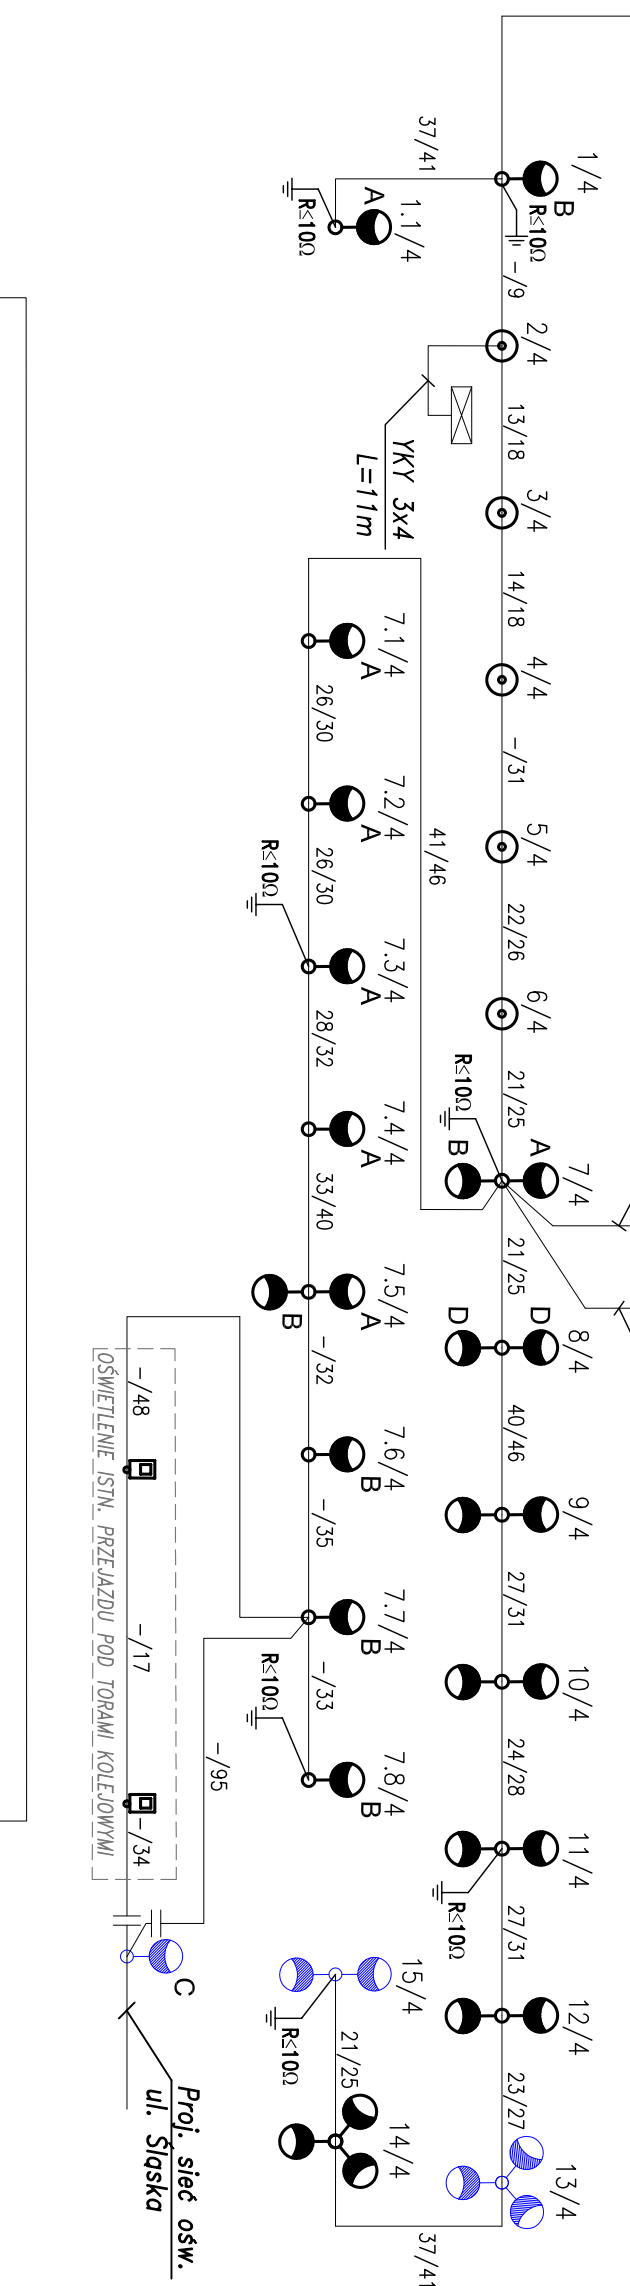 1/4
B
R≤10Ω
37/41
1.1/4
A
R≤10Ω
-/9
2/4
YKY 3x4
L=11m
13/18
3/4
14/18
4/4
-/31
5/4
22/26
6/4
21/25
R≤10Ω
7/4
A
B
21/25
8/4
D
D
40/46
9/4
27/31
10/4
24/28
11/4
R≤10Ω
27/31
12/4
23/27
13/4
37/41
14/4
21/25
15/4
R≤10Ω
41/46
7.1/4
A
26/30
7.2/4
A
26/30
R≤10Ω
7.3/4
A
28/32
7.4/4
A
33/40
7.5/4
A
B
-/32
7.6/4
B
-/35
7.7/4
B
-/33
R≤10Ω
7.8/4
B
-/48
-/17
-/34
-/95
OŚWIETLENIE ISTN. PRZEJAZDU POD TORAMI KOLEJOWYMI
C
Proj. sieć ośw.
ul. Śląska